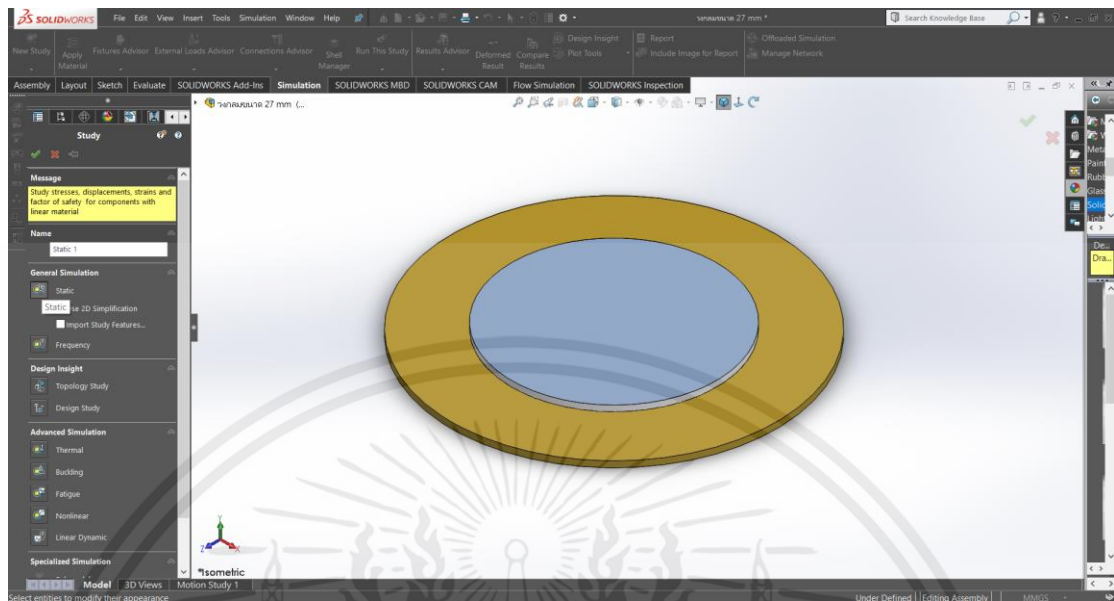 SOLIDWORKS File Edit View Insert Tools Simulation Window Help
วงกลมขนาด 27 mm *
Search Knowledge Base
New Study Apply Material Fixtures Advisor External Loads Advisor Connections Advisor Shell Manager Run This Study Results Advisor Deformed Result Compare Results
Design Insight Report Offloaded Simulation
Plot Tools Include Image for Report Manage Network
Assembly Layout Sketch Evaluate SOLIDWORKS Add-Ins Simulation SOLIDWORKS MBD SOLIDWORKS CAM Flow Simulation SOLIDWORKS Inspection
วงกลมขนาด 27 mm (...
Study
Message
Study stresses, displacements, strains and
factor of safety for components with
linear material
Name
Static 1
General Simulation
Static
Static se 2D Simplification
Import Study Features...
Frequency
Design Insight
Topology Study
Design Study
Advanced Simulation
Thermal
Buckling
Fatigue
Nonlinear
Linear Dynamic
Specialized Simulation
Y
Z
*Isometric
Meta
Paint
Rubb
Glass
Solic
Light
De...
Dra...
Model 3D Views Motion Study 1
Select entities to modify their appearance
Under Defined Editing Assembly MMGS